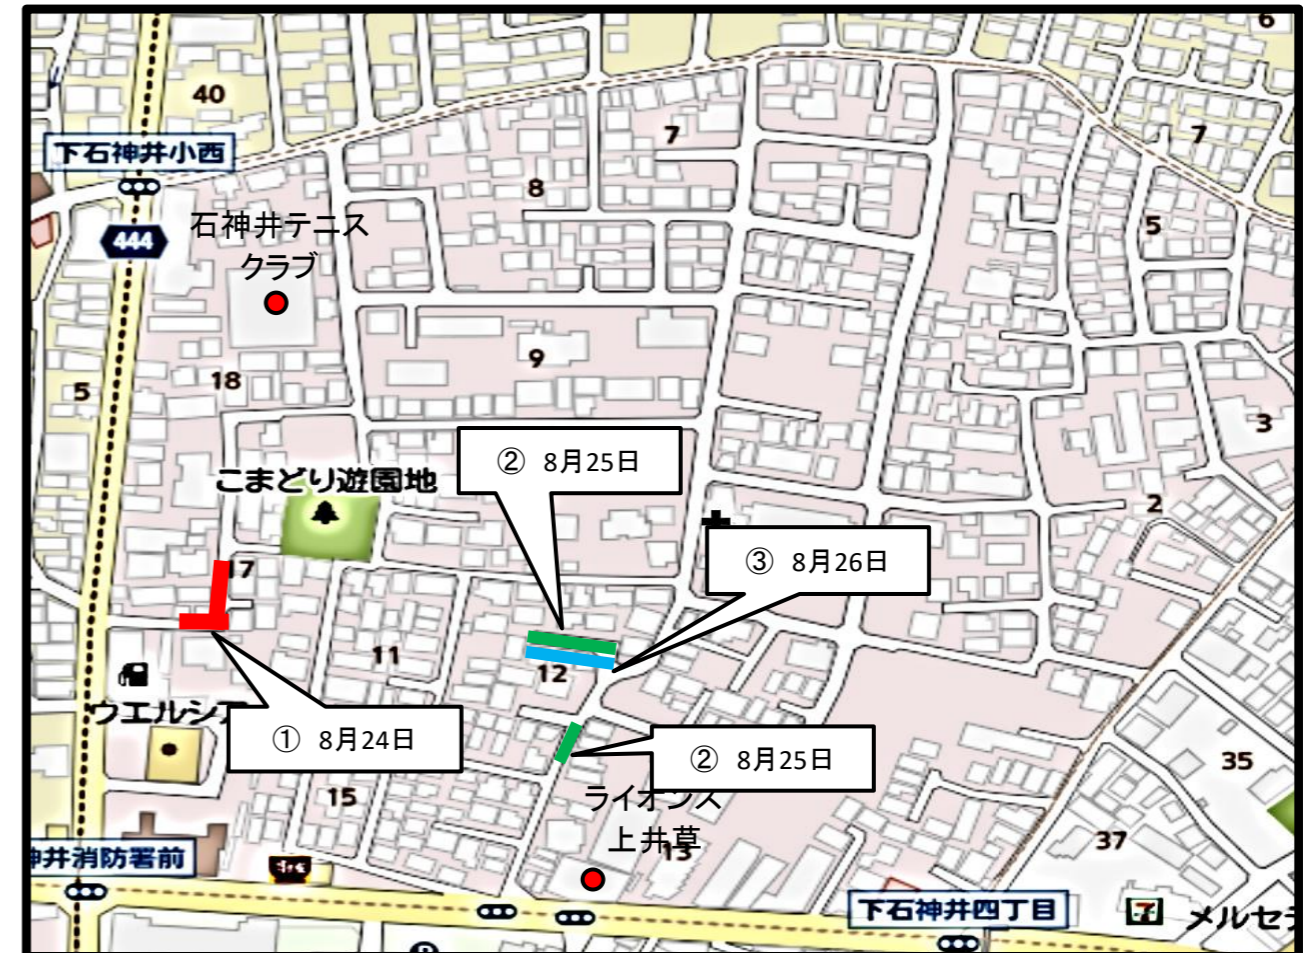 6
40
7
7
下石神井小西
8
5
444
石神井テニス
クラブ
9
18
5
3
② 8月25日
こまどり遊園地
2
③ 8月26日
17
11
12
ウエルシア
① 8月24日
② 8月25日
35
15
ライオンズ
上井草
13
37
神井消防署前
下石神井四丁目
7
メルセデ